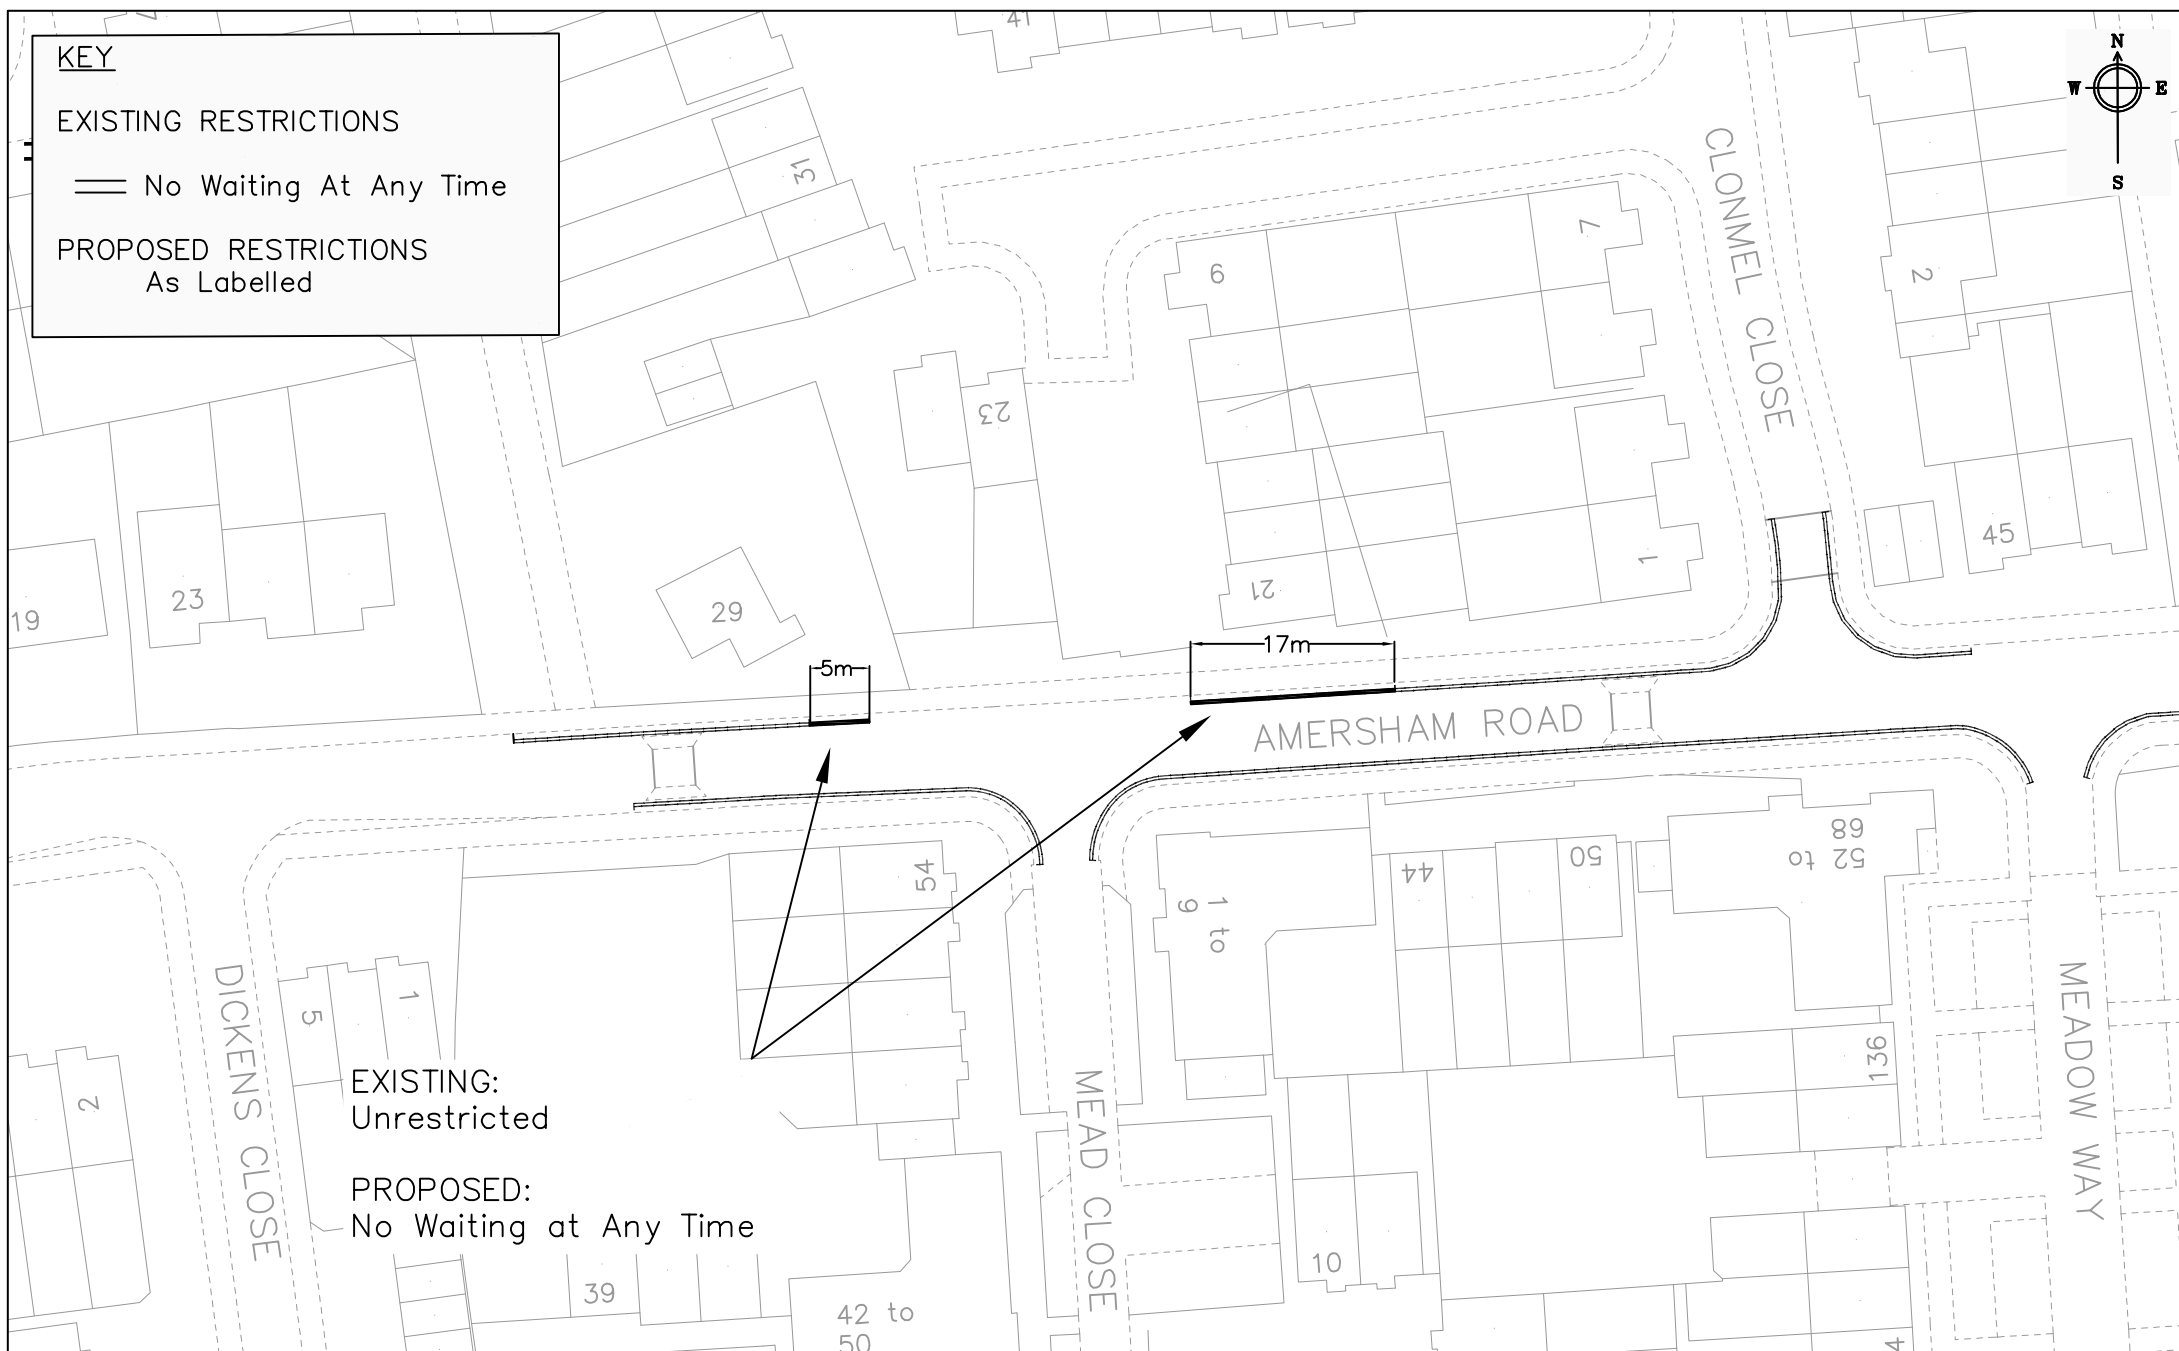 KEY
EXISTING RESTRICTIONS
No Waiting At Any Time
PROPOSED RESTRICTIONS
As Labelled
N
W E
S
41
31
CLONMEL CLOSE
7
9
2
23
45
19
23
29
21
1
5m
17m
AMERSHAM ROAD
54
1 to
9
44
50
52 to
68
DICKENS CLOSE
5
1
2
MEAD CLOSE
MEADOW WAY
136
EXISTING:
Unrestricted
PROPOSED:
No Waiting at Any Time
39
42 to
50
10
4